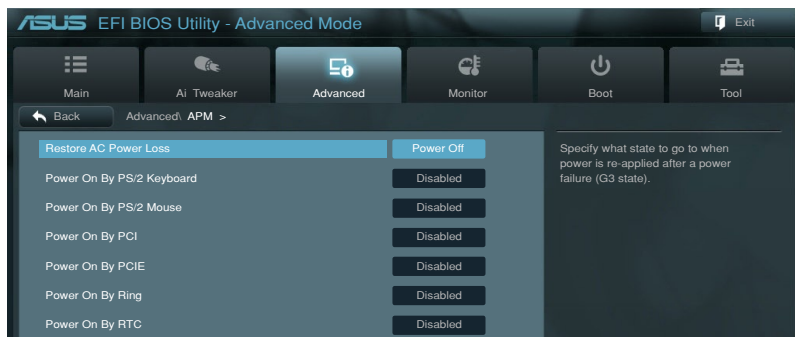 ASUS EFI BIOS Utility - Advanced Mode
Exit
Main
Ai Tweaker
Advanced
Monitor
Boot
Tool
Back
Advanced\ APM >
Restore AC Power Loss
Power Off
Power On By PS/2 Keyboard
Disabled
Power On By PS/2 Mouse
Disabled
Power On By PCI
Disabled
Power On By PCIE
Disabled
Power On By Ring
Disabled
Power On By RTC
Disabled
Specify what state to go to when
power is re-applied after a power
failure (G3 state).